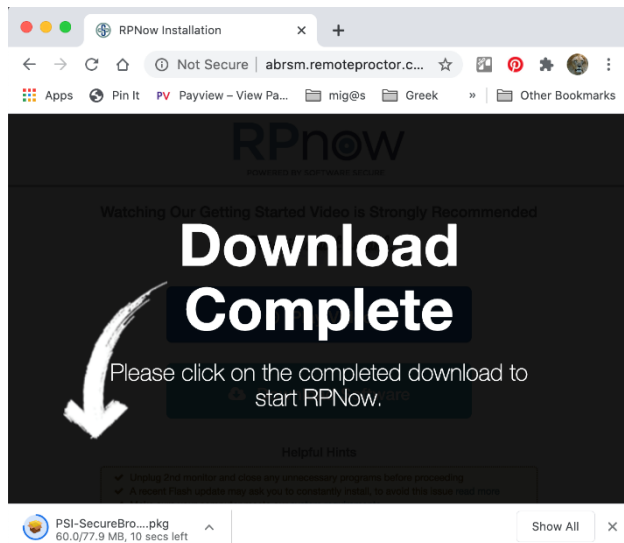 RPNow Installation
Not Secure | abrsm.remoteproctor.c...
Apps Pin It PV Payview – View Pa... mig@s Greek » Other Bookmarks
RPnow
POWERED BY SOFTWARE SECURE
Watching Our Getting Started Video is Strongly Recommended
Download
Complete
Please click on the completed download to
start RPNow.
Helpful Hints
Unplug 2nd monitor and close any unnecessary programs before proceeding
A recent Flash update may ask you to constantly install, to avoid this issue read more
PSI-SecureBro....pkg
60.0/77.9 MB, 10 secs left
Show All